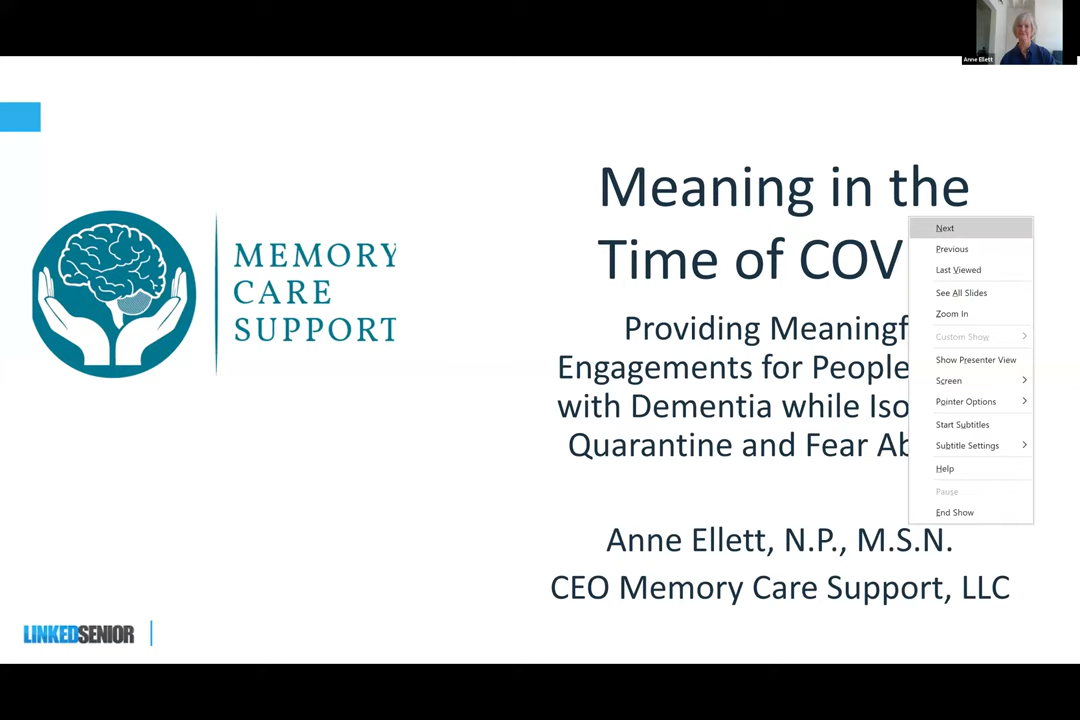 Anne Ellett
Meaning in the
Time of COV
Providing Meaningf
Engagements for People
with Dementia while Iso
Quarantine and Fear Ab
Anne Ellett, N.P., M.S.N.
CEO Memory Care Support, LLC
MEMORY
CARE
SUPPORT
Next
Previous
Last Viewed
See All Slides
Zoom In
Custom Show
Show Presenter View
Screen
Pointer Options
Start Subtitles
Subtitle Settings
Help
Pause
End Show
LINKEDSENIOR